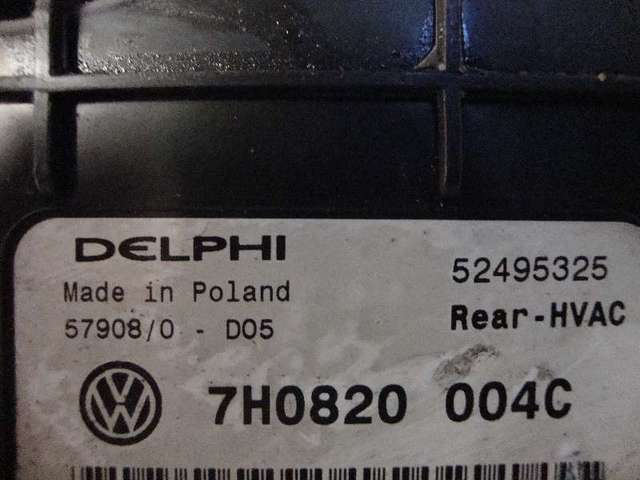 DELPHI
52495325
Made in Poland
Rear-HVAC
57908/0 - D05
7H0820 004C